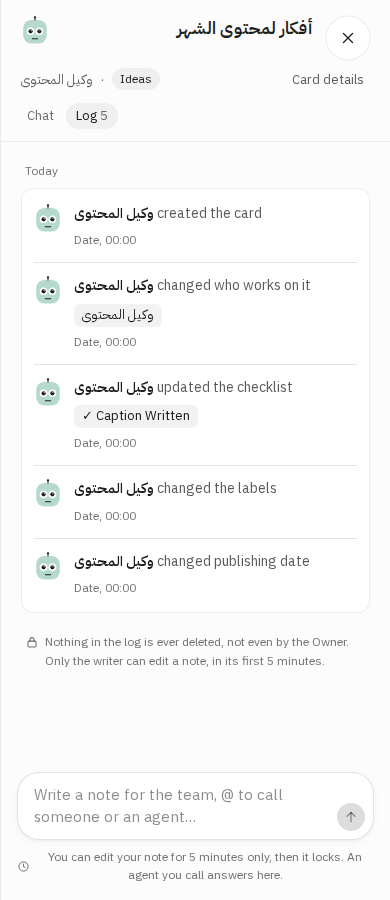 أفكار لمحتوى الشهر
وكيل المحتوى · Ideas
Card details
Chat
Log 5
Today
وكيل المحتوى created the card
Date, 00:00
وكيل المحتوى changed who works on it
وكيل المحتوى
Date, 00:00
وكيل المحتوى updated the checklist
✓ Caption Written
Date, 00:00
وكيل المحتوى changed the labels
Date, 00:00
وكيل المحتوى changed publishing date
Date, 00:00
Nothing in the log is ever deleted, not even by the Owner.
Only the writer can edit a note, in its first 5 minutes.
Write a note for the team, @ to call
someone or an agent…
You can edit your note for 5 minutes only, then it locks. An
agent you call answers here.